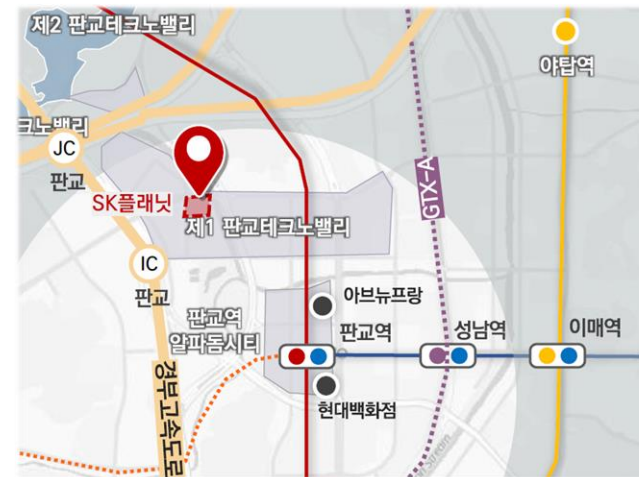 제2 판교테크노밸리
야탑역
크노밸리
JC
판교
SK플래닛
제1 판교테크노밸리
GTX-A
IC
판교
아브뉴프랑
판교역
알파돔시티
판교역
성남역
이매역
현대백화점
경부고속도로
Stream